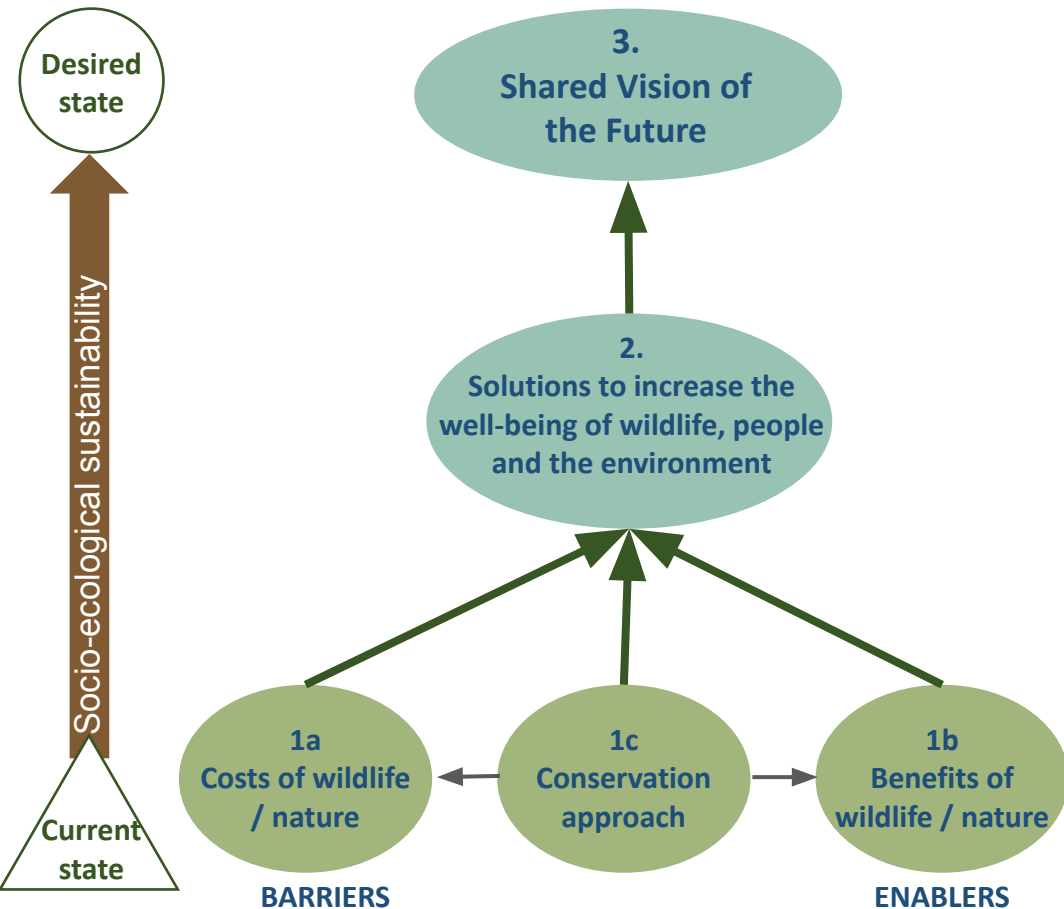 Desired
state
Socio-ecological sustainability
Current
state
3.
Shared Vision of
the Future
2.
Solutions to increase the
well-being of wildlife, people
and the environment
1a
Costs of wildlife
/ nature
1c
Conservation
approach
1b
Benefits of
wildlife / nature
BARRIERS
ENABLERS